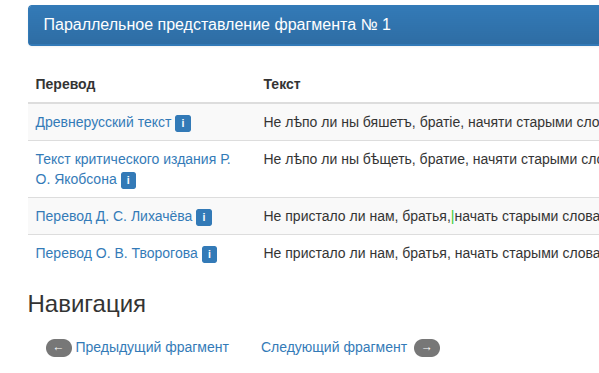 Параллельное представление фрагмента № 1
Перевод Текст
Древнерусский текст i Не лѣпо ли ны бяшетъ, братіе, начяти старыми сло
Текст критического издания Р. О. Якобсона i Не лѣпо ли ны бѣщеть, братие, начяти старыми сло
Перевод Д. С. Лихачёва i Не пристало ли нам, братья, начать старыми слова
Перевод О. В. Творогова i Не пристало ли нам, братья, начать старыми слова
Навигация
← Предыдущий фрагмент Следующий фрагмент →